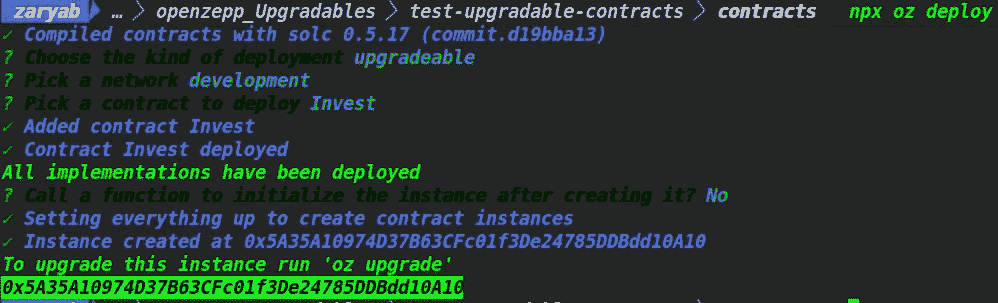 zaryab … openzepp_Upgradables test-upgradable-contracts contracts npx oz deploy
✓ Compiled contracts with solc 0.5.17 (commit.d19bba13)
? Choose the kind of deployment upgradeable
? Pick a network development
? Pick a contract to deploy Invest
✓ Added contract Invest
✓ Contract Invest deployed
All implementations have been deployed
? Call a function to initialize the instance after creating it? No
✓ Setting everything up to create contract instances
✓ Instance created at 0x5A35A10974D37B63CFc01f3De24785DDBdd10A10
To upgrade this instance run 'oz upgrade'
0x5A35A10974D37B63CFc01f3De24785DDBdd10A10